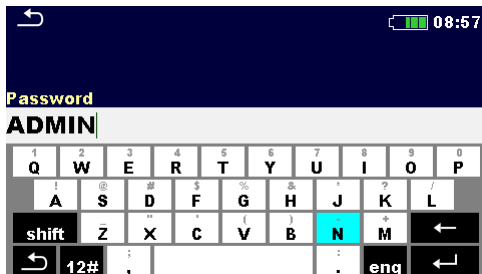 08:57
Password
ADMIN
1 2 3 4 5 6 7 8 9 0
Q W E R T Y U I O P
! @ # $ % & * ? /
A S D F G H J K L
_ " ' ( ) - +
shift Z X C V B N M
; :
12# , . eng